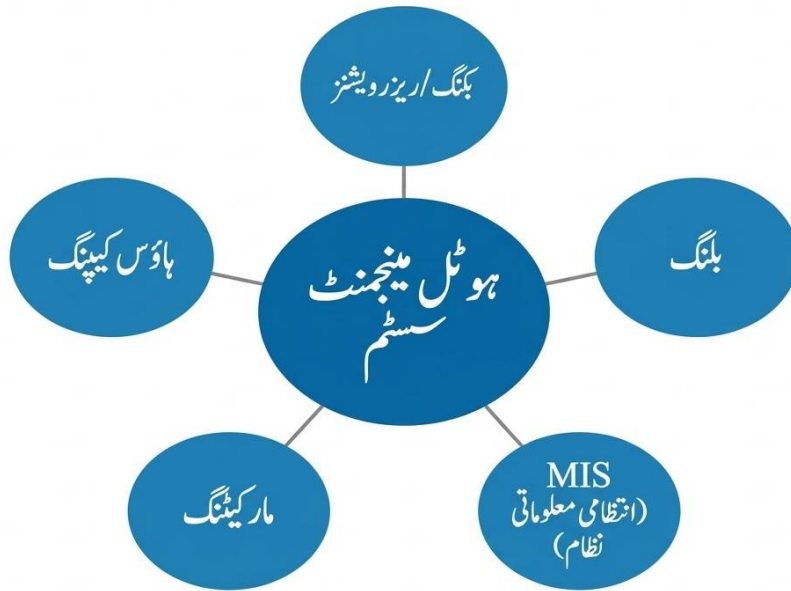 بکنگ/ریزرویشنز
ہاؤس کیپنگ
ہوٹل مینجمنٹ
سسٹم
بلنگ
مارکیٹنگ
MIS
(انتظامی معلوماتی
نظام)